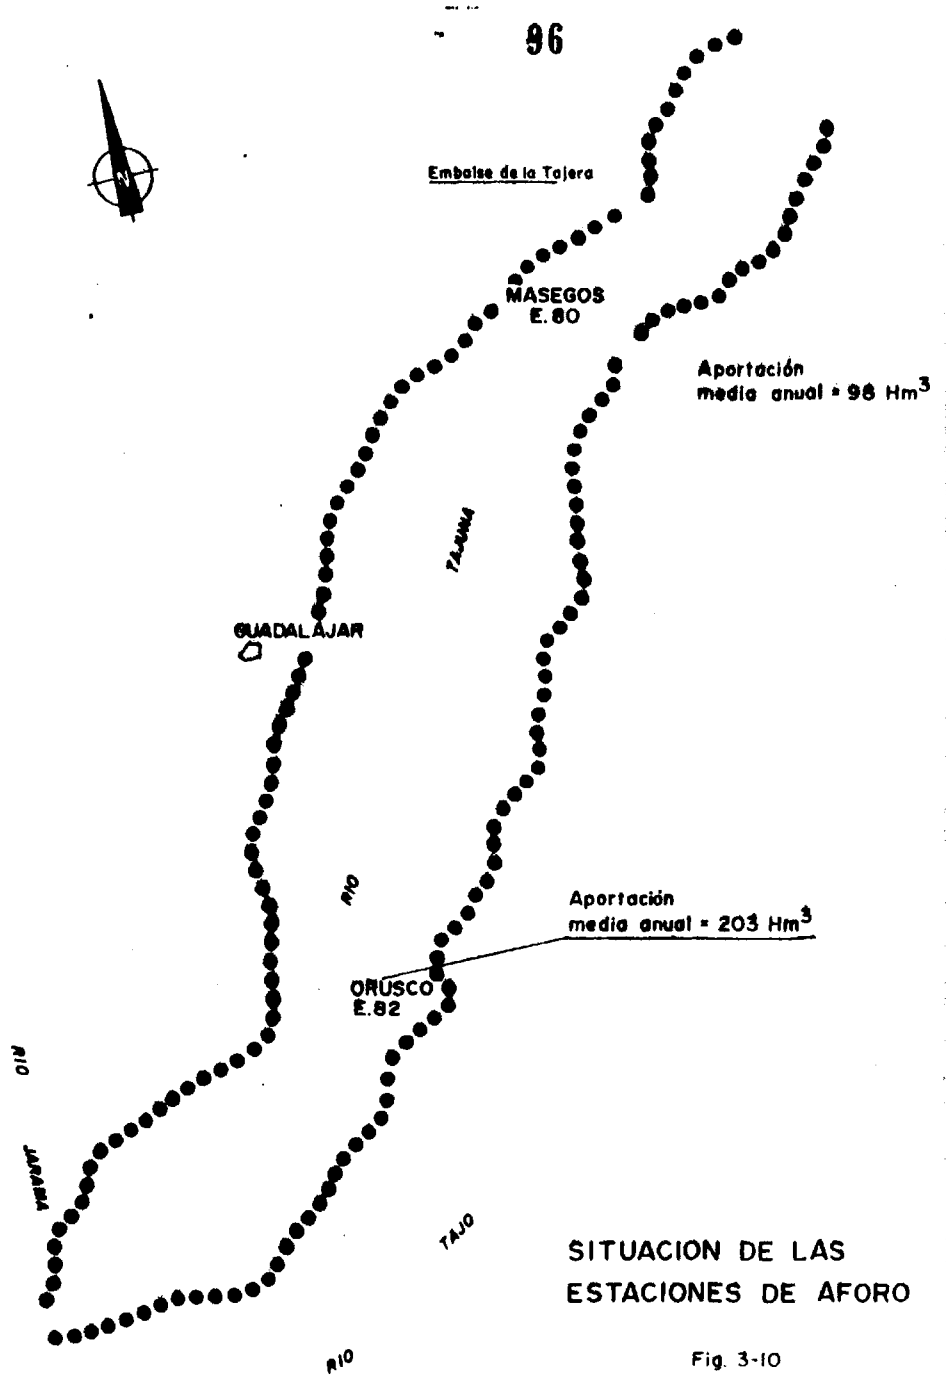 96
N
Embalse de la Tajera
MASEGOS
E.80
Aportación
media anual = 98 Hm3
TAJUNA
GUADALAJAR
RIO
Aportación
media anual = 203 Hm3
ORUSCO
E.82
RIO
JARAMA
TAJO
RIO
SITUACION DE LAS
ESTACIONES DE AFORO
Fig. 3-10